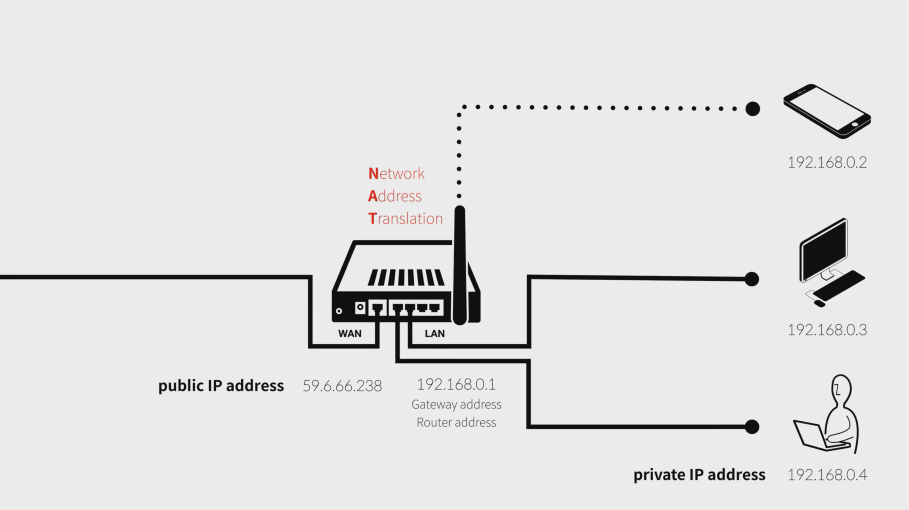 192.168.0.2
Network
Address
Translation
192.168.0.3
WAN
LAN
public IP address 59.6.66.238
192.168.0.1
Gateway address
Router address
private IP address 192.168.0.4